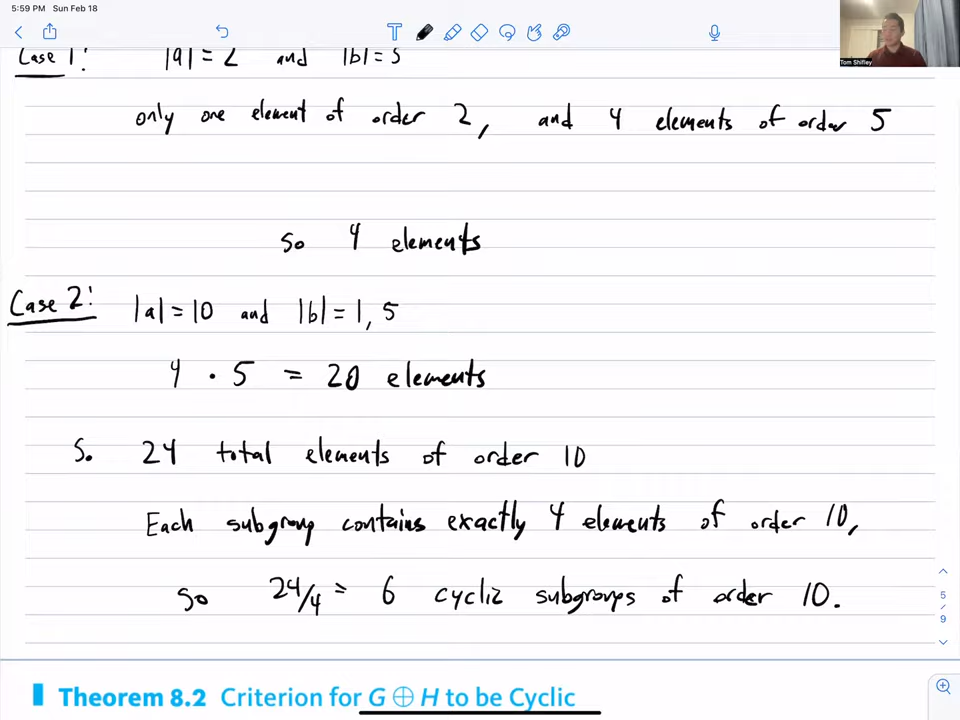 5:59 PM Sun Feb 18
Tom Shifley
Case 1: |a| = 2 and |b| = 5
only one element of order 2, and 4 elements of order 5
so 4 elements
Case 2: |a| = 10 and |b| = 1, 5
4 · 5 = 20 elements
So 24 total elements of order 10
Each subgroup contains exactly 4 elements of order 10,
so 24/4 = 6 cyclic subgroups of order 10.
5
/
9
Theorem 8.2 Criterion for G ⊕ H to be Cyclic